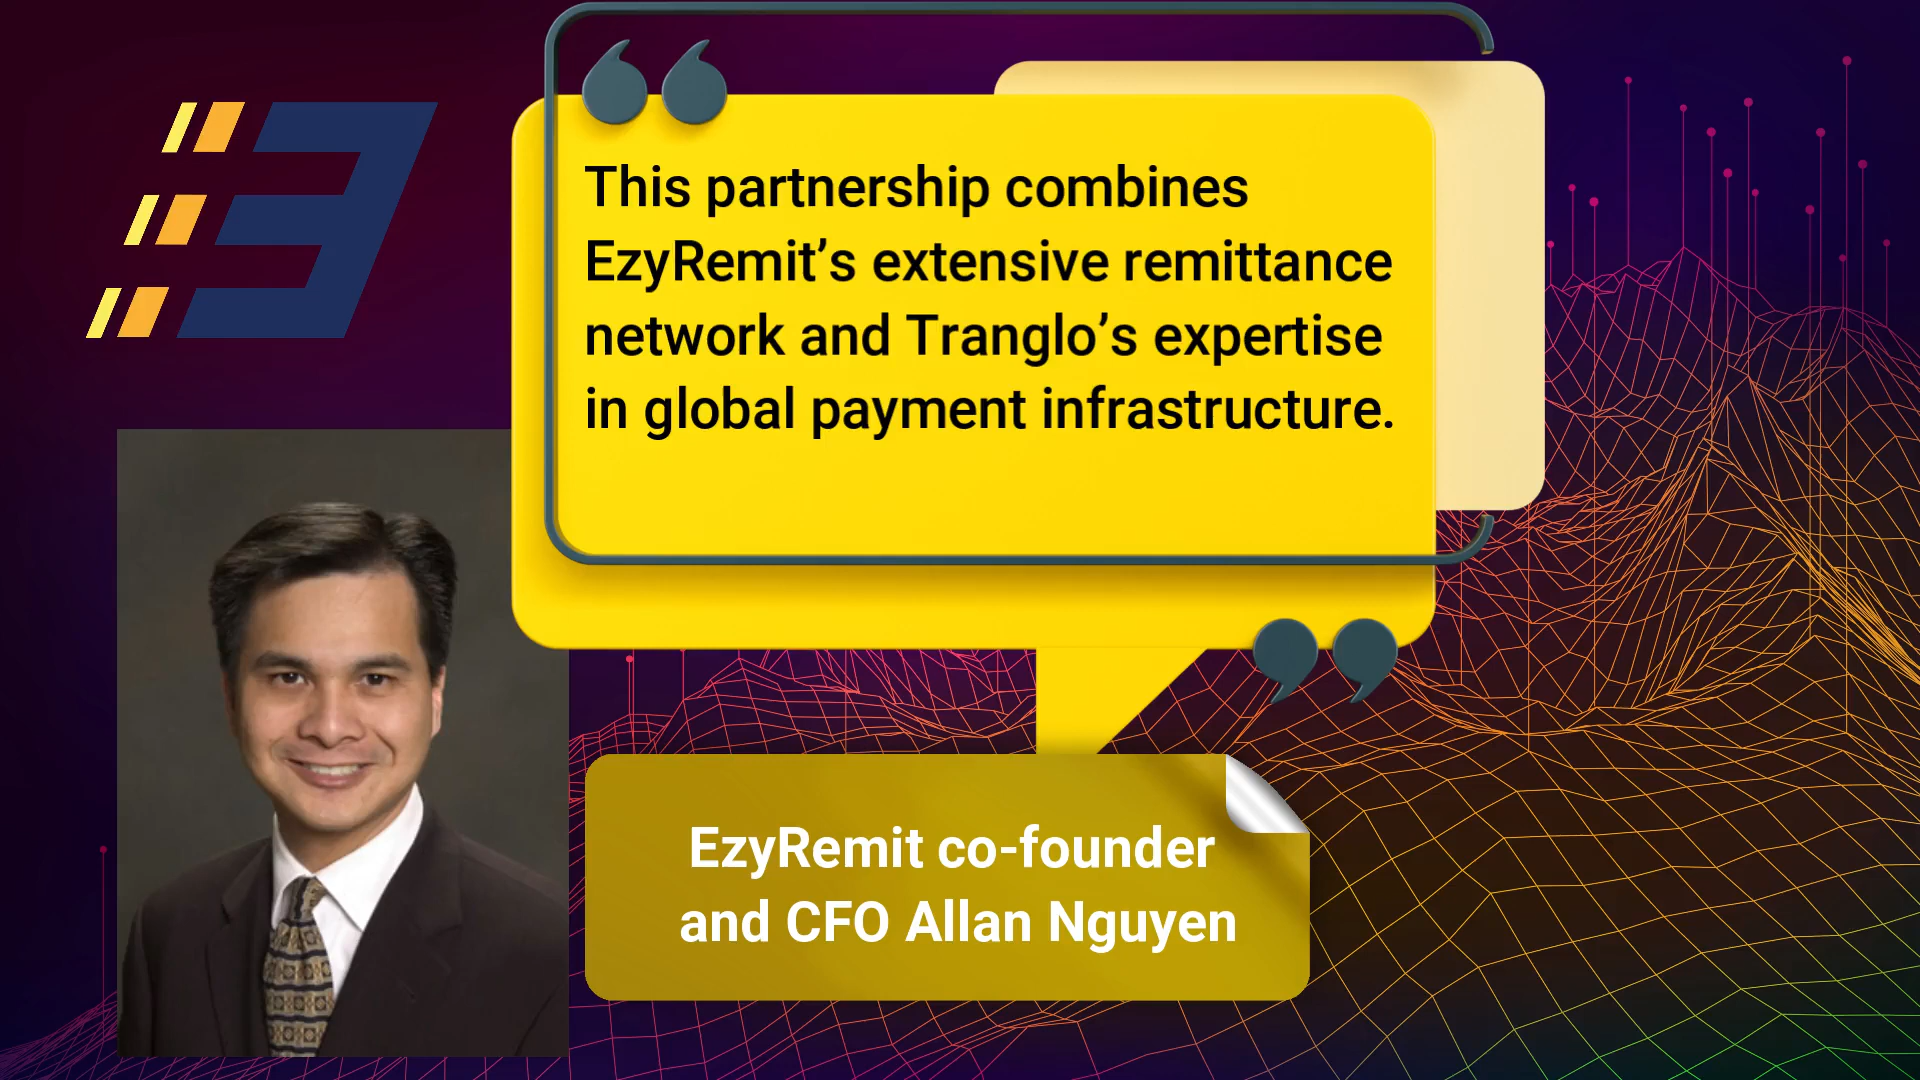 This partnership combines
EzyRemit’s extensive remittance
network and Tranglo’s expertise
in global payment infrastructure.
EzyRemit co-founder
and CFO Allan Nguyen